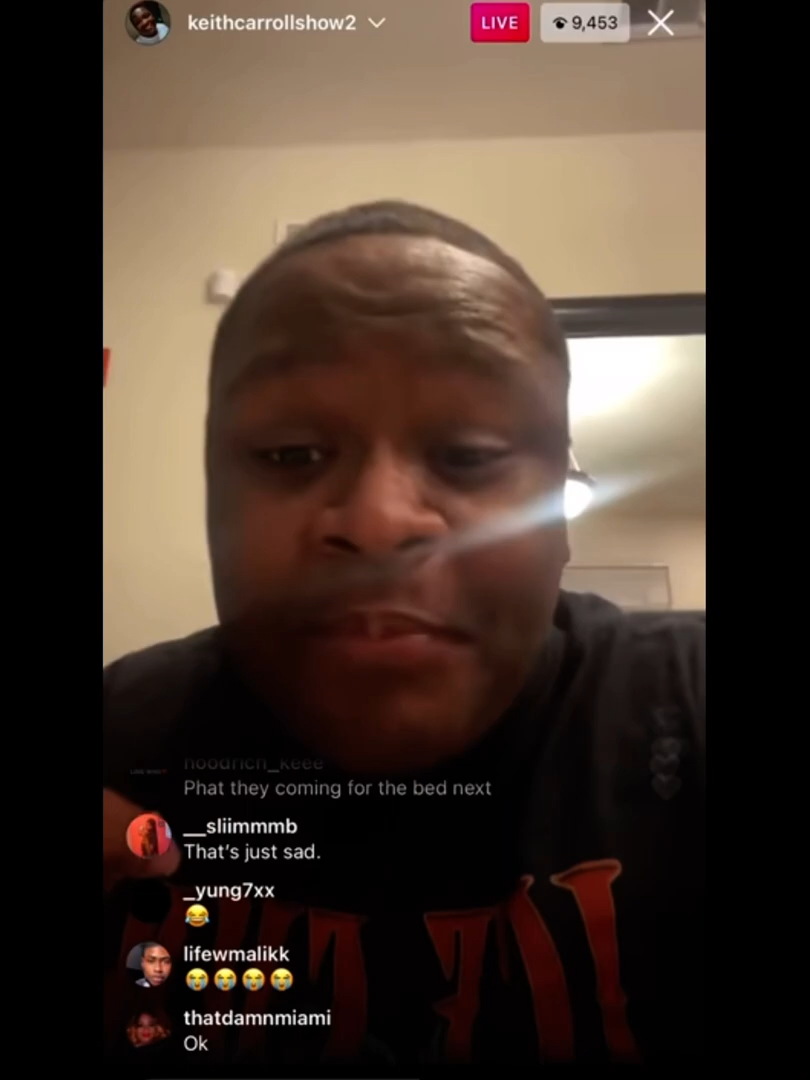 keithcarrollshow2
LIVE
9,453
hoodrich_keee
Phat they coming for the bed next
__sliimmmb
That's just sad.
_yung7xx
😂
lifewmalikk
😭😭😭😭
thatdamnmiami
Ok